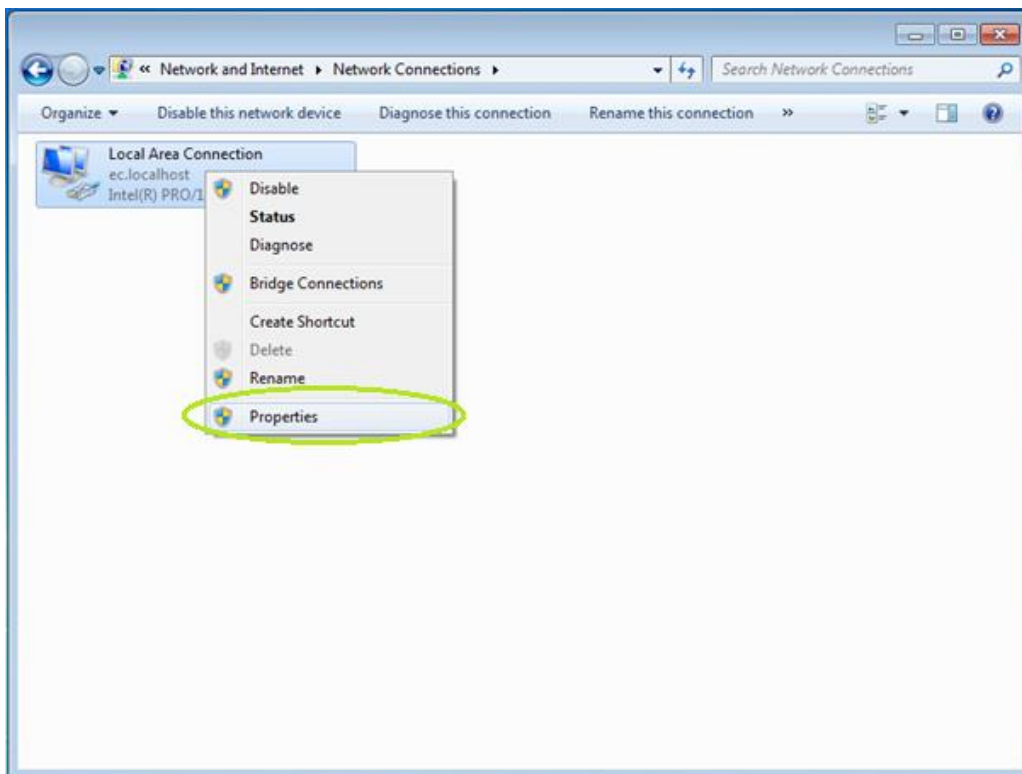 « Network and Internet ▸ Network Connections ▸
Search Network Connections
Organize ▾ Disable this network device Diagnose this connection Rename this connection »
Local Area Connection
ec.localhost
Intel(R) PRO/1
Disable
Status
Diagnose
Bridge Connections
Create Shortcut
Delete
Rename
Properties